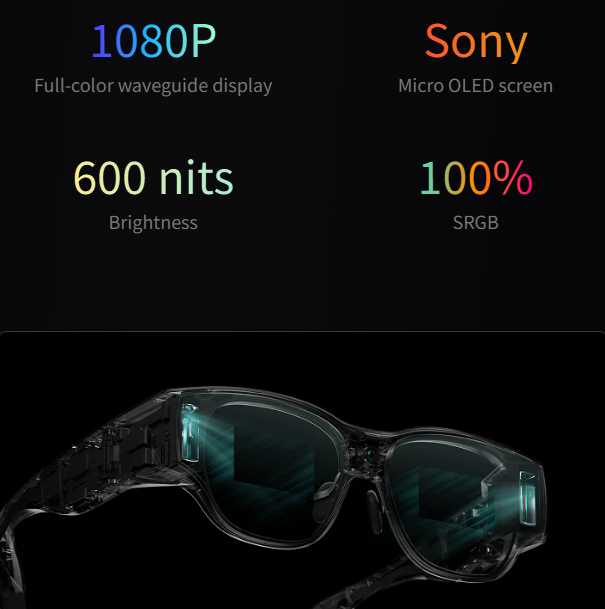 1080P
Full-color waveguide display
Sony
Micro OLED screen
600 nits
Brightness
100%
SRGB